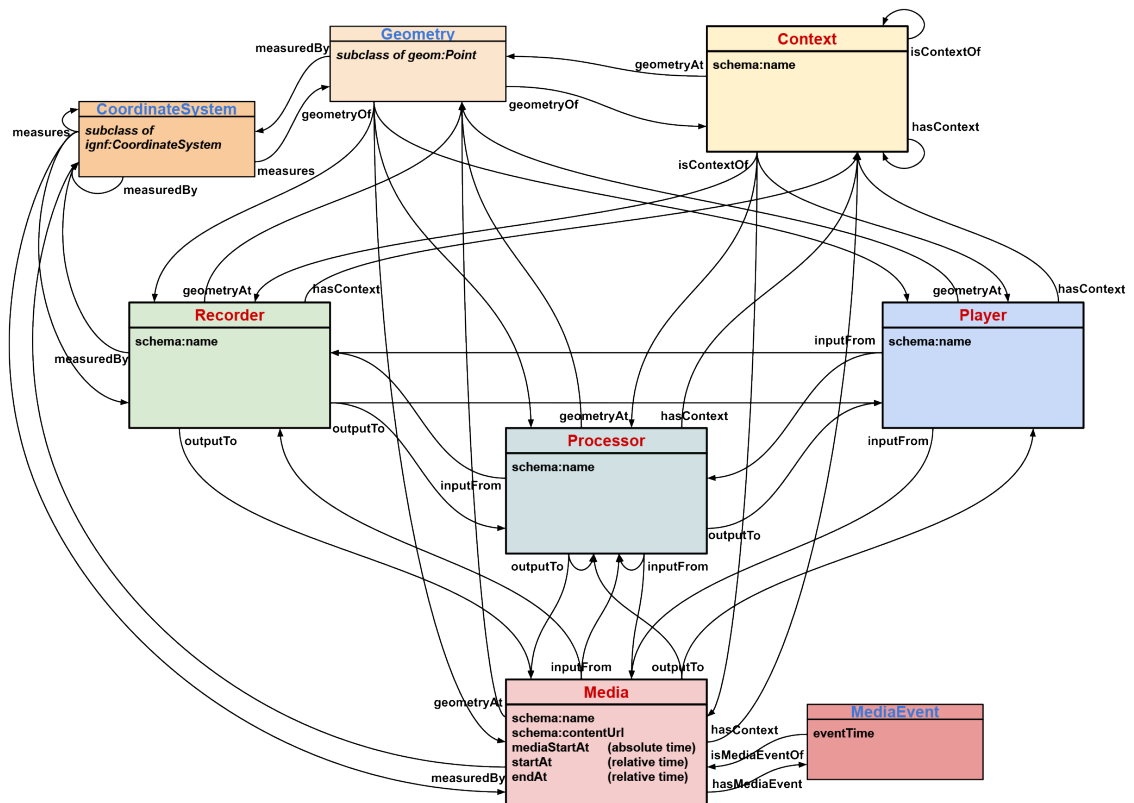 Geometry
subclass of geom:Point
Context
schema:name
isContextOf
hasContext
measuredBy
geometryAt
geometryOf
geometryOf
isContextOf
CoordinateSystem
subclass of
ignf:CoordinateSystem
measures
measures
measuredBy
geometryAt
hasContext
Recorder
schema:name
measuredBy
outputTo
outputTo
geometryAt
hasContext
Player
schema:name
inputFrom
inputFrom
geometryAt
hasContext
Processor
schema:name
inputFrom
outputTo
outputTo
inputFrom
inputFrom
outputTo
geometryAt
Media
schema:name
schema:contentUrl
mediaStartAt (absolute time)
startAt (relative time)
endAt (relative time)
measuredBy
hasContext
isMediaEventOf
hasMediaEvent
MediaEvent
eventTime